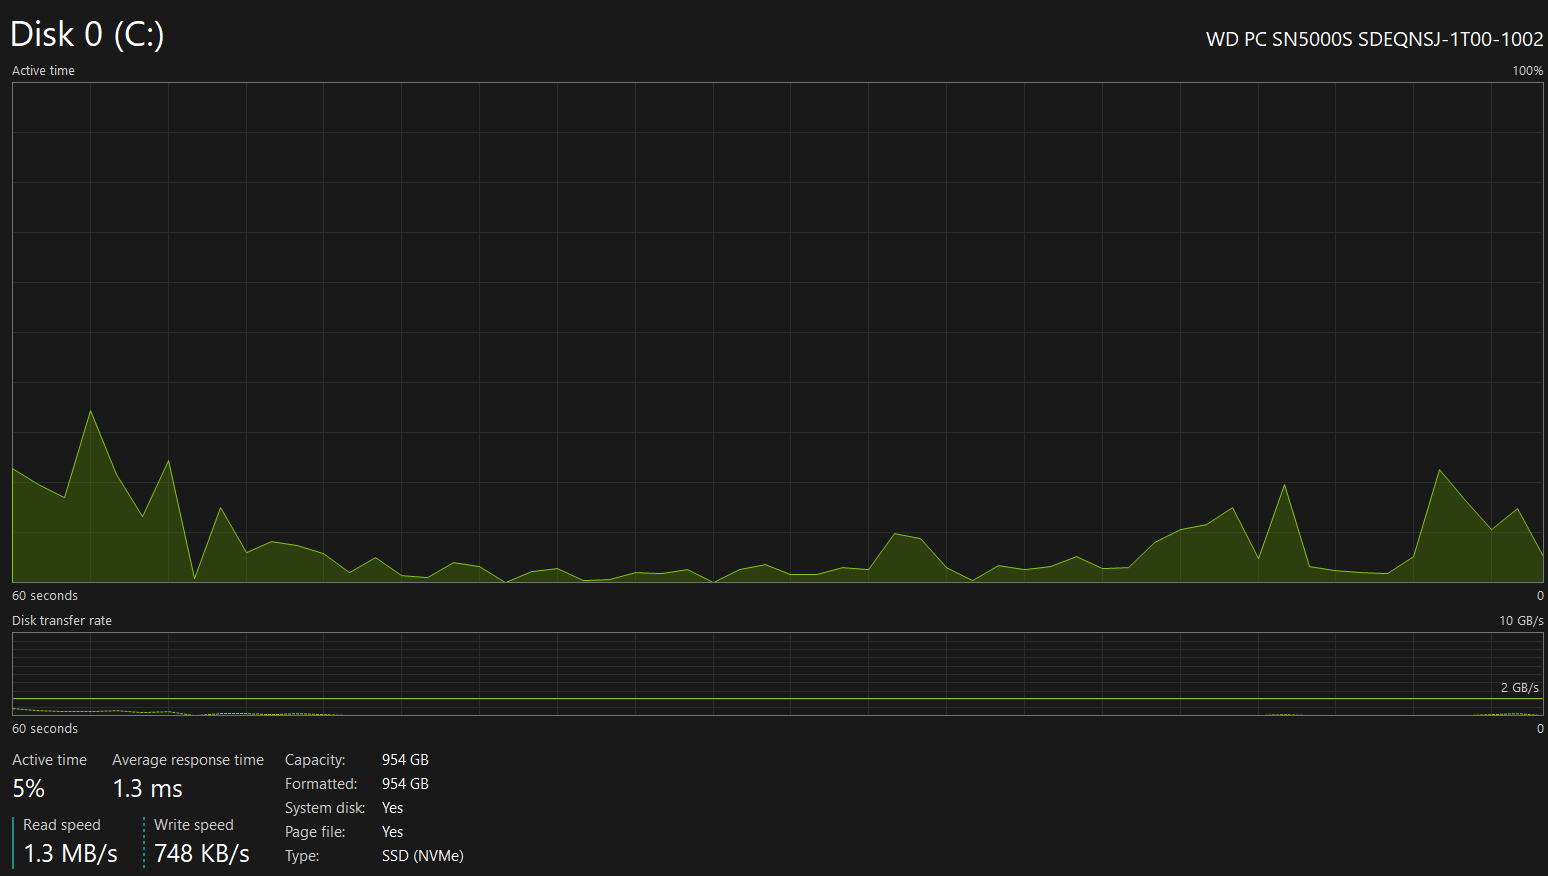 Disk 0 (C:)
WD PC SN5000S SDEQNSJ-1T00-1002
Active time
100%
60 seconds
0
Disk transfer rate
10 GB/s
2 GB/s
60 seconds
0
Active time
5%
Average response time
1.3 ms
Read speed
1.3 MB/s
Write speed
748 KB/s
Capacity: 954 GB
Formatted: 954 GB
System disk: Yes
Page file: Yes
Type: SSD (NVMe)